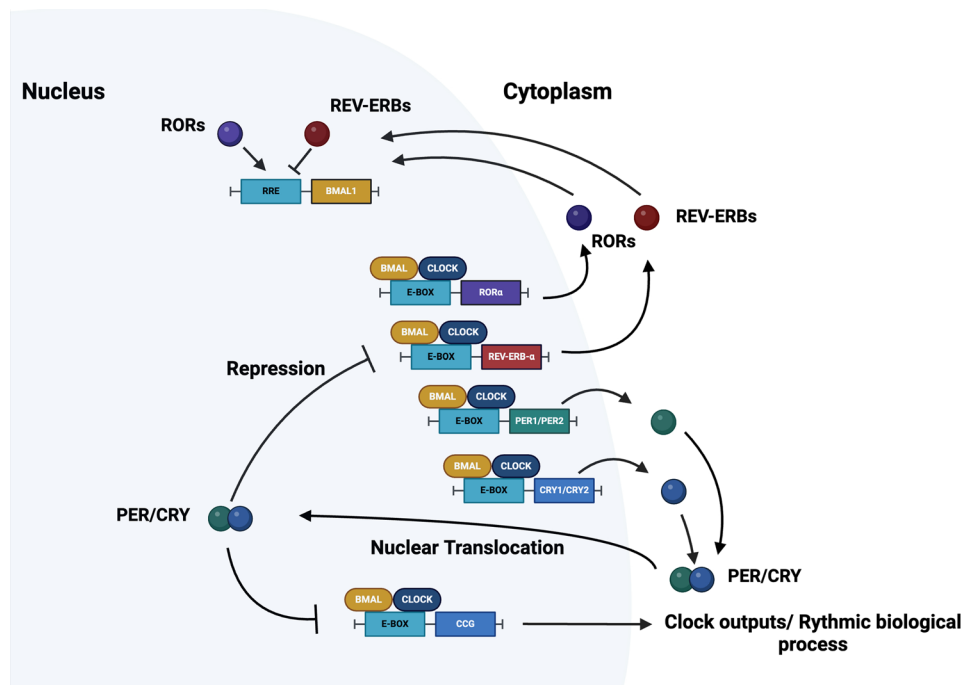 Nucleus
Cytoplasm
REV-ERBs
RORs
RRE
BMAL1
REV-ERBs
RORs
BMAL
CLOCK
E-BOX
RORα
BMAL
CLOCK
E-BOX
REV-ERB-α
Repression
BMAL
CLOCK
E-BOX
PER1/PER2
BMAL
CLOCK
E-BOX
CRY1/CRY2
PER/CRY
Nuclear Translocation
PER/CRY
BMAL
CLOCK
E-BOX
CCG
Clock outputs/ Rythmic biological
process